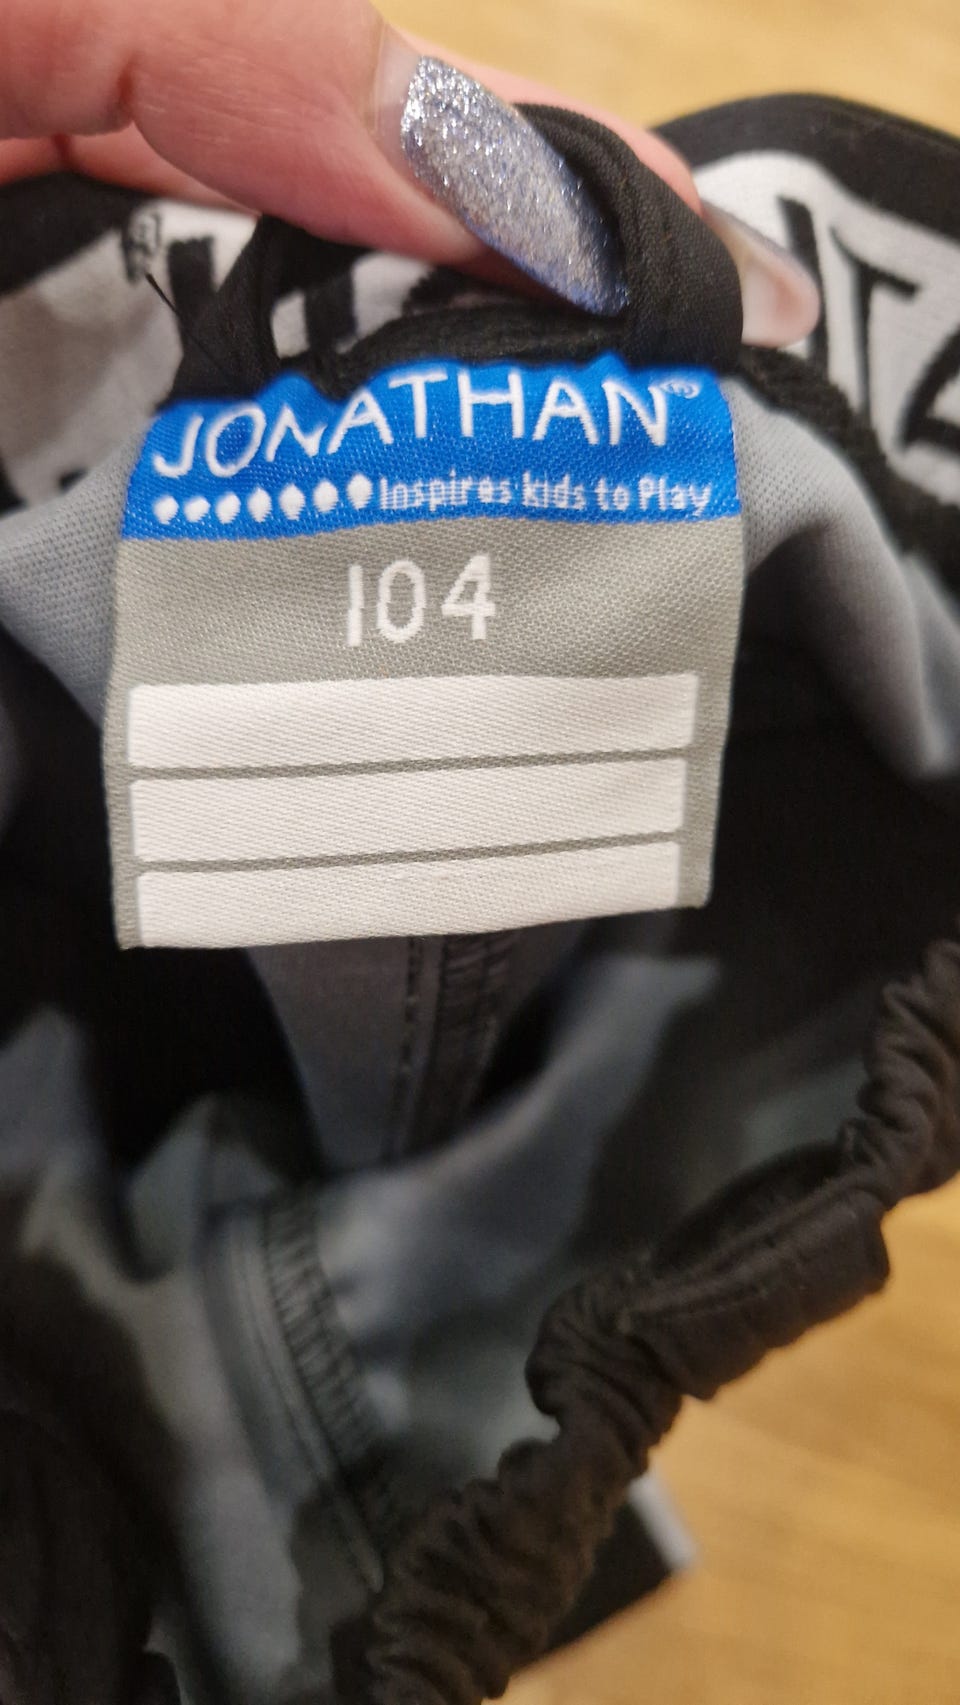 JONATHAN®
Inspires kids to Play
104